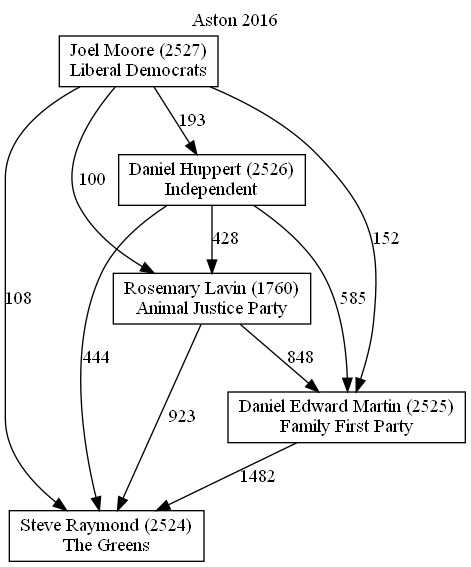 Aston 2016
Joel Moore (2527)
Liberal Democrats
193
Daniel Huppert (2526)
Independent
100
428
152
Rosemary Lavin (1760)
Animal Justice Party
108
585
444
848
923
Daniel Edward Martin (2525)
Family First Party
1482
Steve Raymond (2524)
The Greens